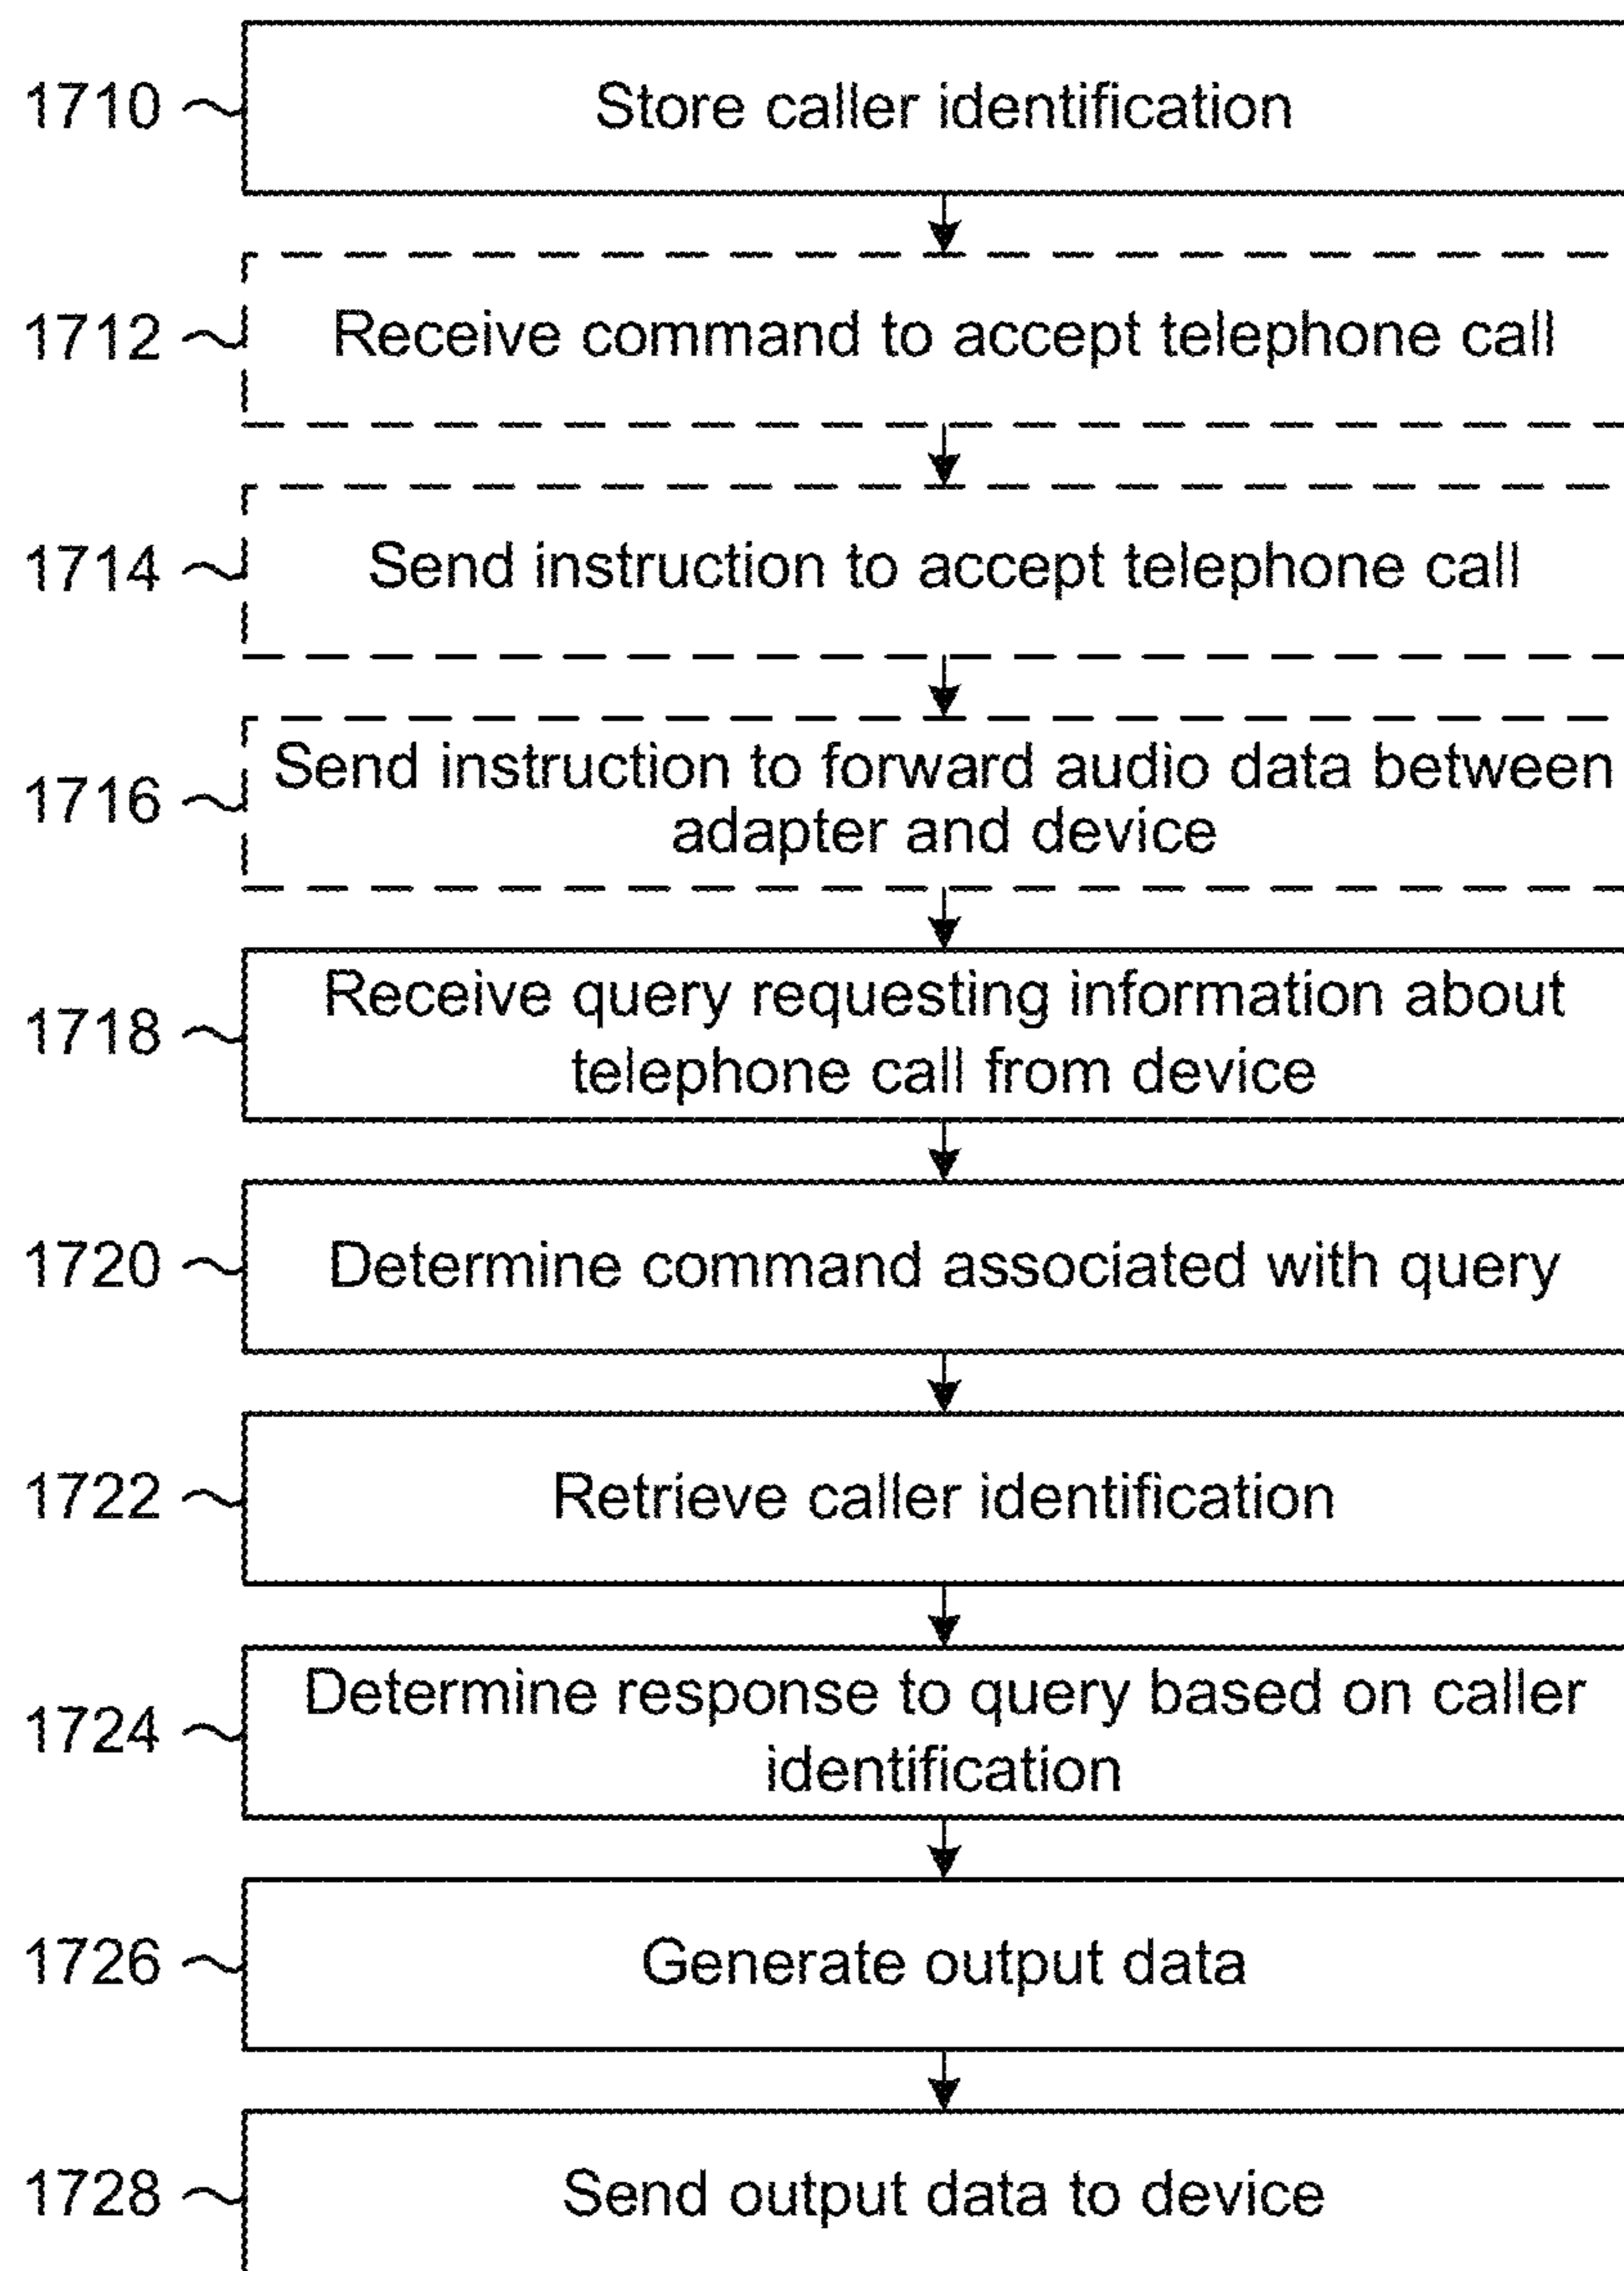 1710 Store caller identification
1712 Receive command to accept telephone call
1714 Send instruction to accept telephone call
1716 Send instruction to forward audio data between
adapter and device
1718 Receive query requesting information about
telephone call from device
1720 Determine command associated with query
1722 Retrieve caller identification
1724 Determine response to query based on caller
identification
1726 Generate output data
1728 Send output data to device